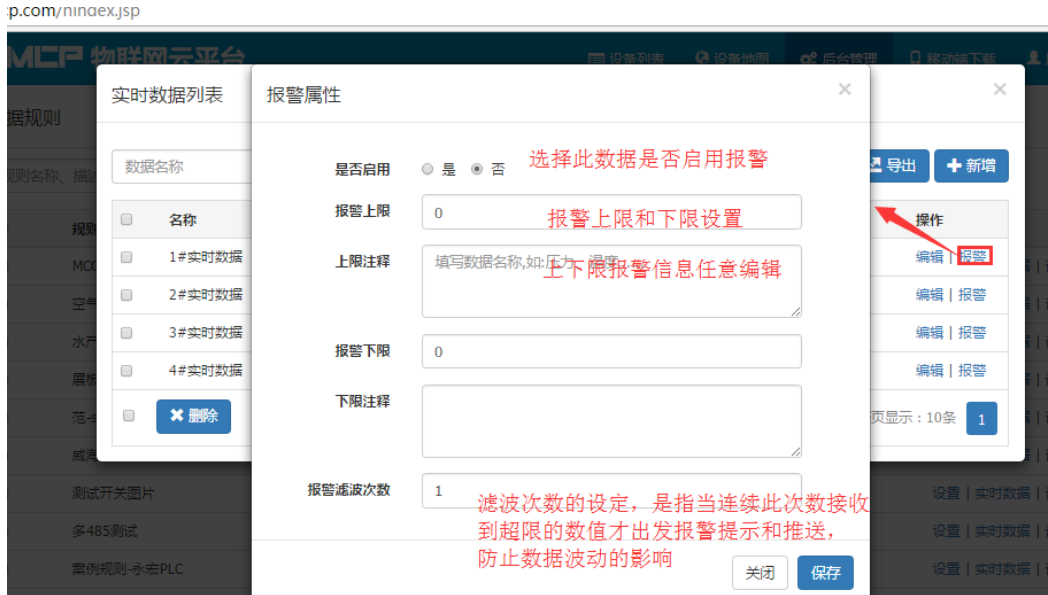 cp.com/nindex.jsp
MCP 物联网云平台
设备列表
设备地图
后台管理
移动端下载
据规则
实时数据列表
报警属性
×
×
数据名称
导出
新增
规则名称、描述
是否启用
是
否
选择此数据是否启用报警
名称
报警上限
0
报警上限和下限设置
操作
1#实时数据
上限注释
填写数据名称,如:压力、温度
上下限报警信息任意编辑
编辑 | 报警
2#实时数据
编辑 | 报警
3#实时数据
编辑 | 报警
报警下限
0
4#实时数据
编辑 | 报警
下限注释
删除
页显示：10条
1
报警滤波次数
1
滤波次数的设定，是指当连续此次数接收
到超限的数值才出发报警提示和推送，
防止数据波动的影响
测试开关图片
设置 | 实时数据 |
多485测试
设置 | 实时数据 |
案例规则-永宏PLC
设置 | 实时数据 |
关闭
保存